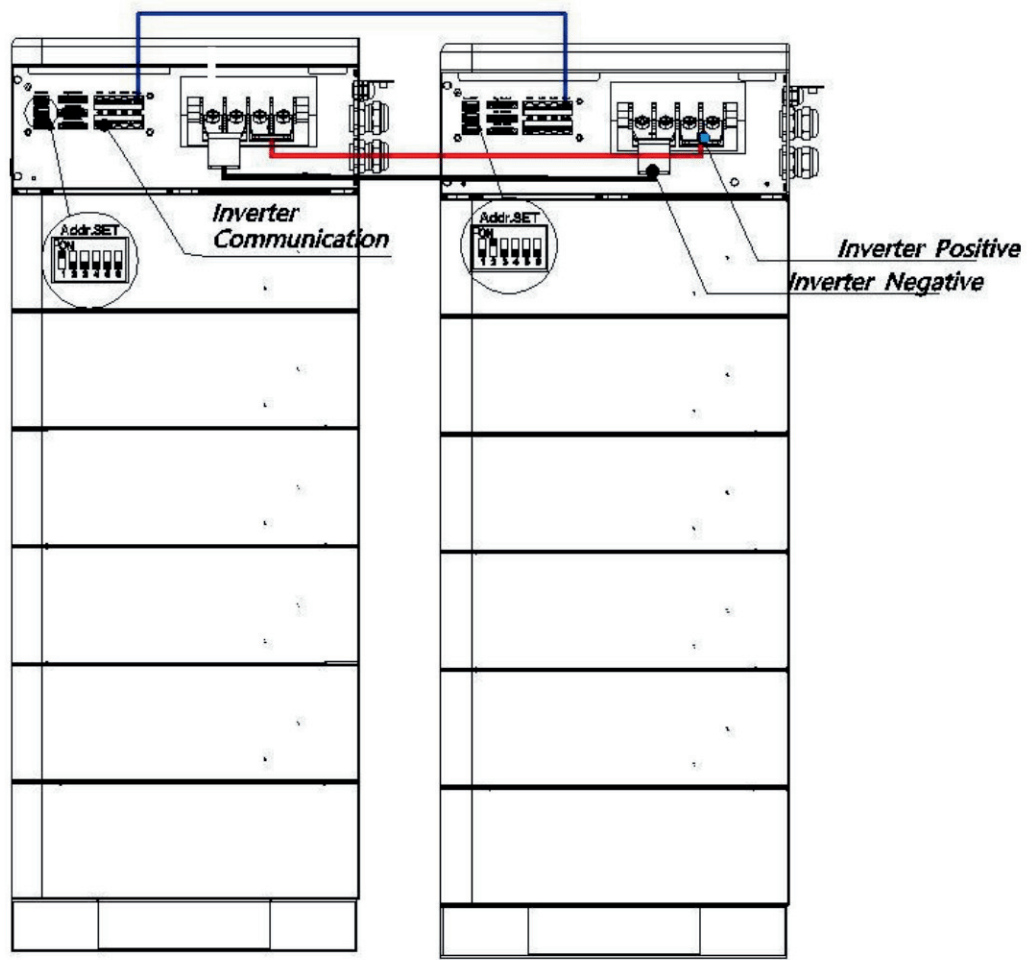 Inverter
Communication
Addr.SET
ON
1 2 3 4 5 6
Addr.SET
ON
1 2 3 4 5 6
Inverter Positive
Inverter Negative